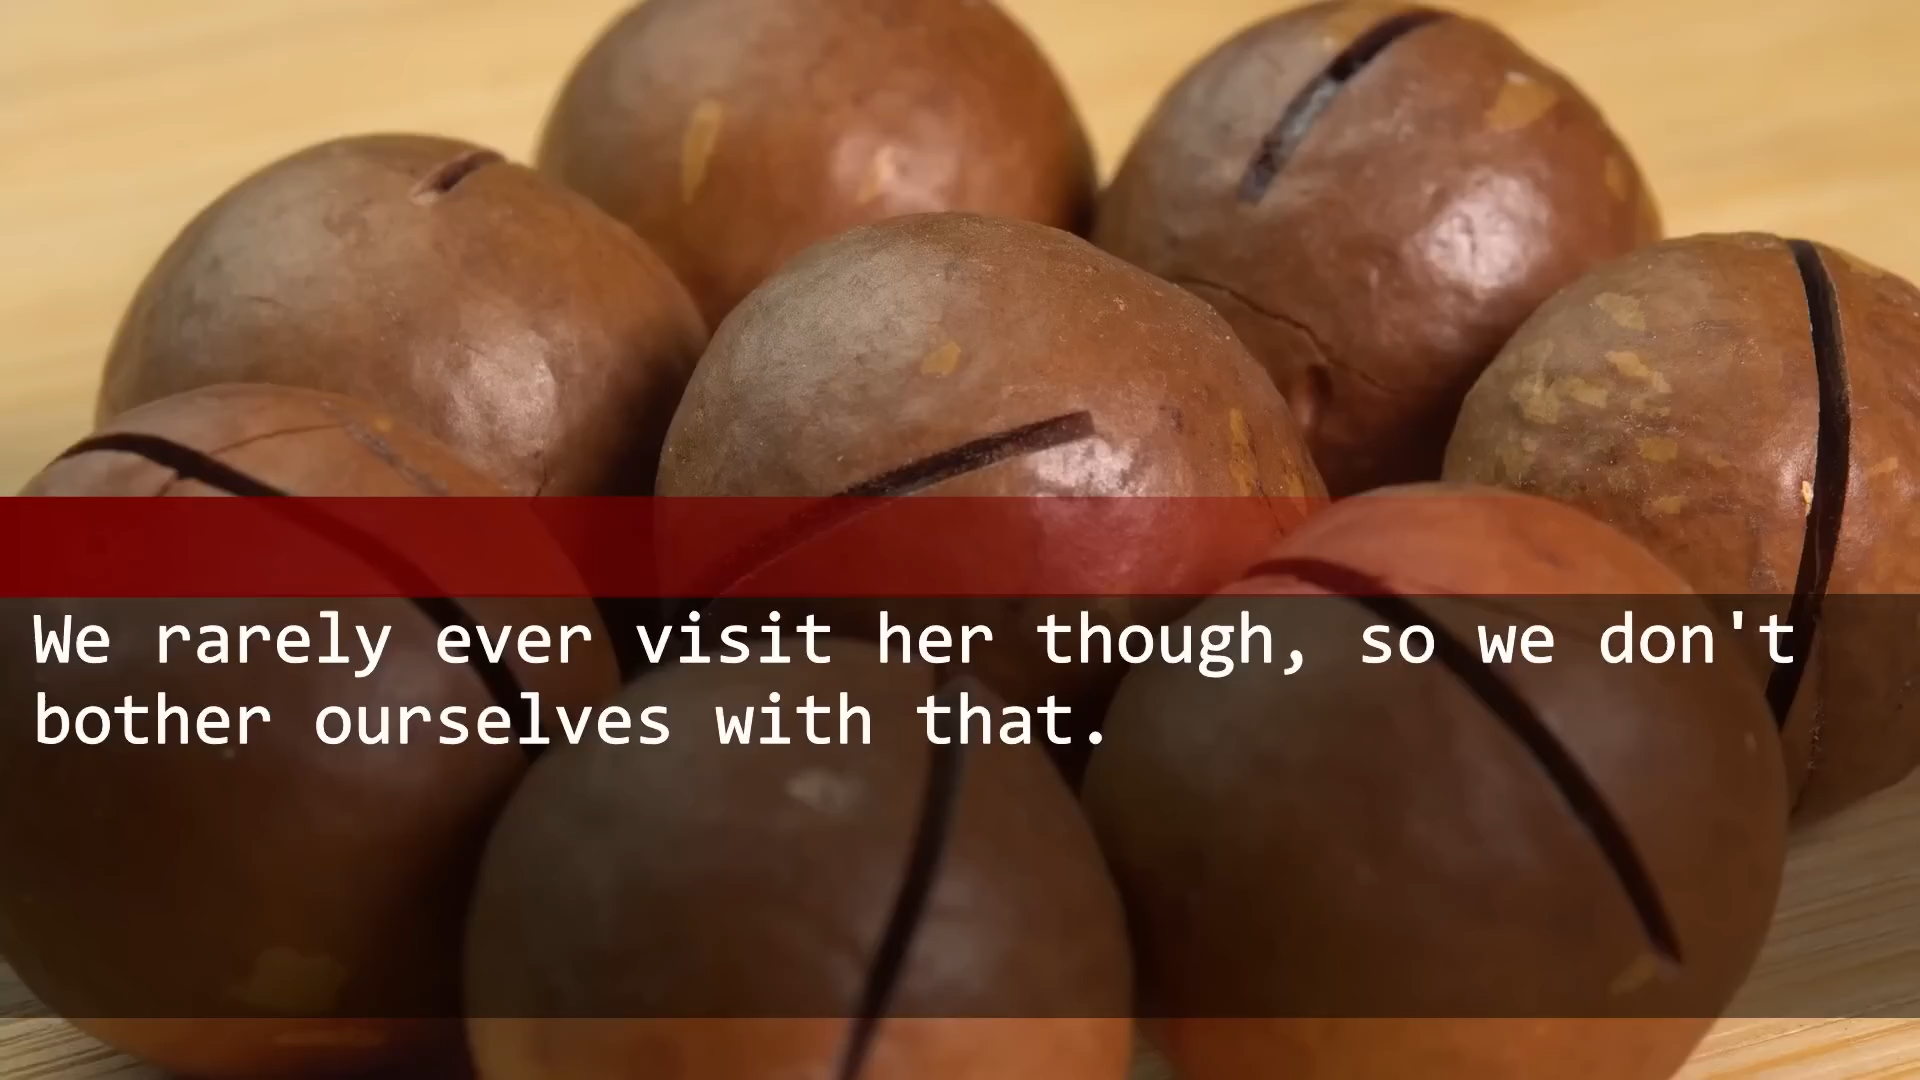 We rarely ever visit her though, so we don't
bother ourselves with that.